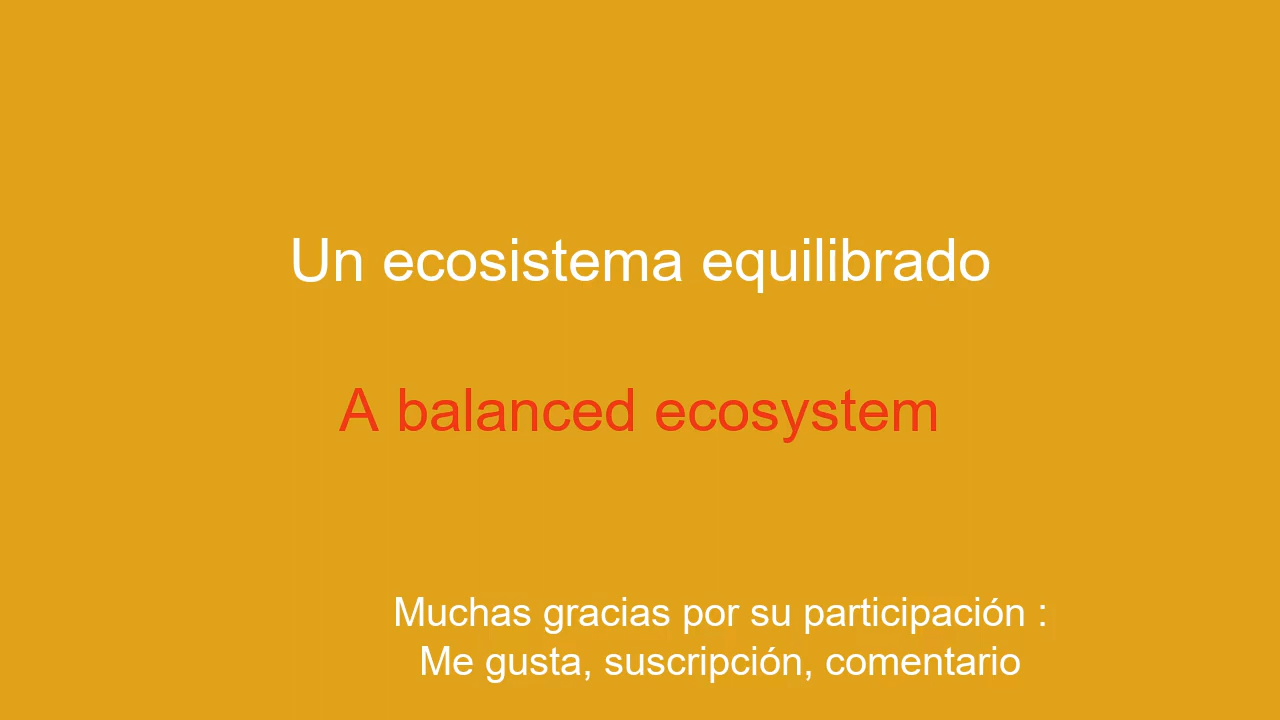 Un ecosistema equilibrado
A balanced ecosystem
Muchas gracias por su participación :
Me gusta, suscripción, comentario